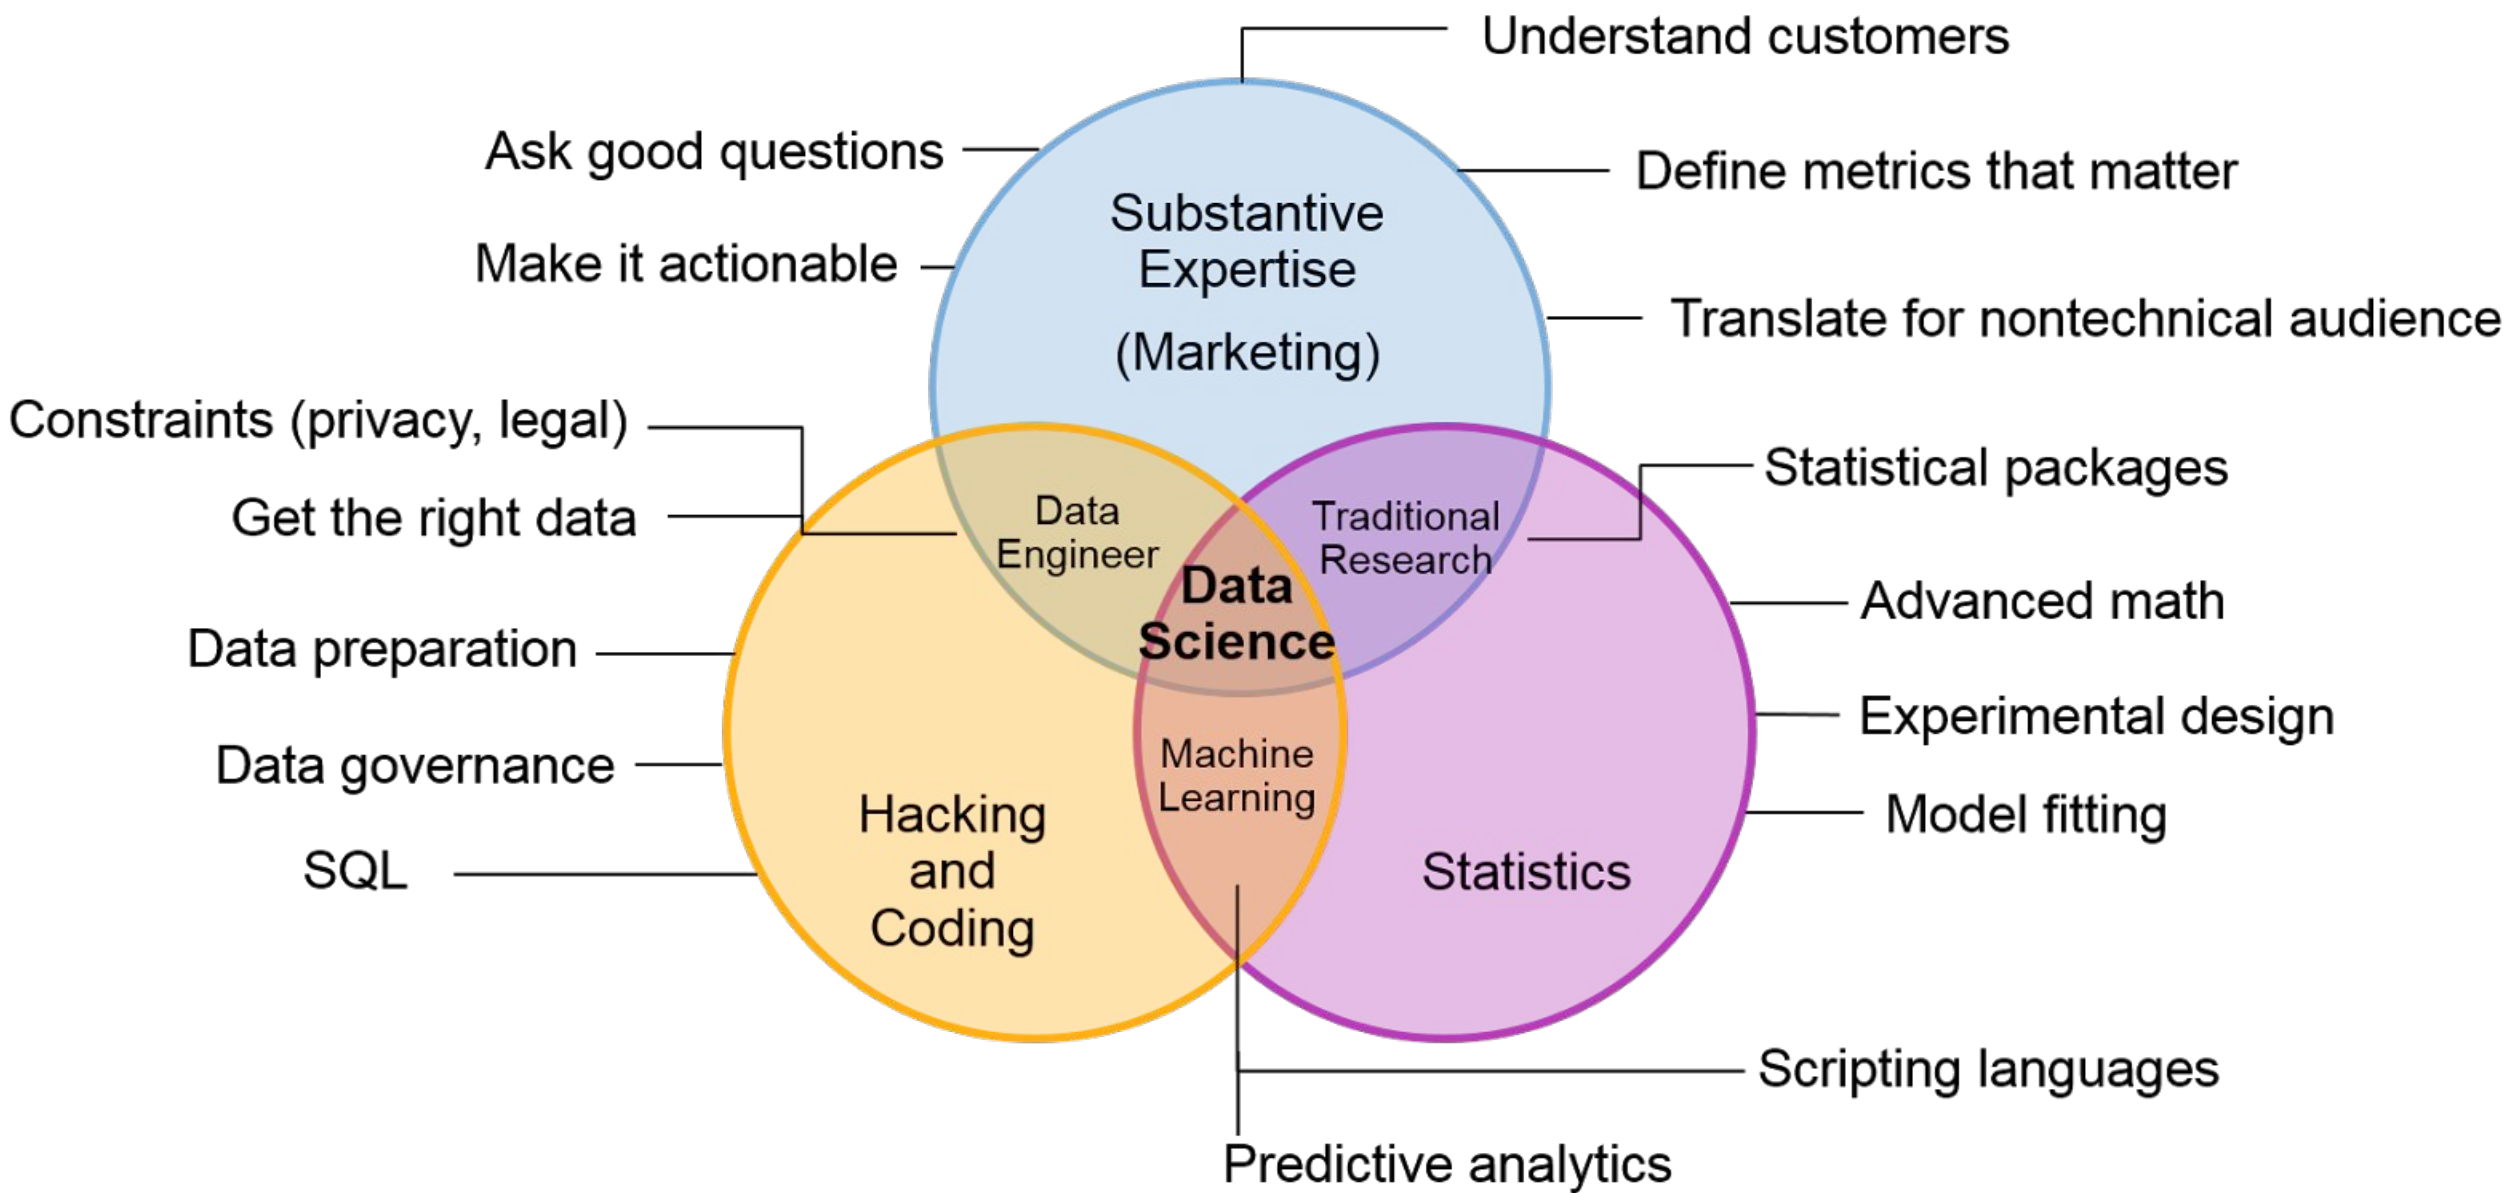 Understand customers
Ask good questions
Define metrics that matter
Substantive
Expertise
(Marketing)
Make it actionable
Translate for nontechnical audience
Constraints (privacy, legal)
Get the right data
Statistical packages
Data
Engineer
Traditional
Research
Data
Science
Advanced math
Data preparation
Experimental design
Data governance
Machine
Learning
Hacking
and
Coding
Model fitting
SQL
Statistics
Scripting languages
Predictive analytics